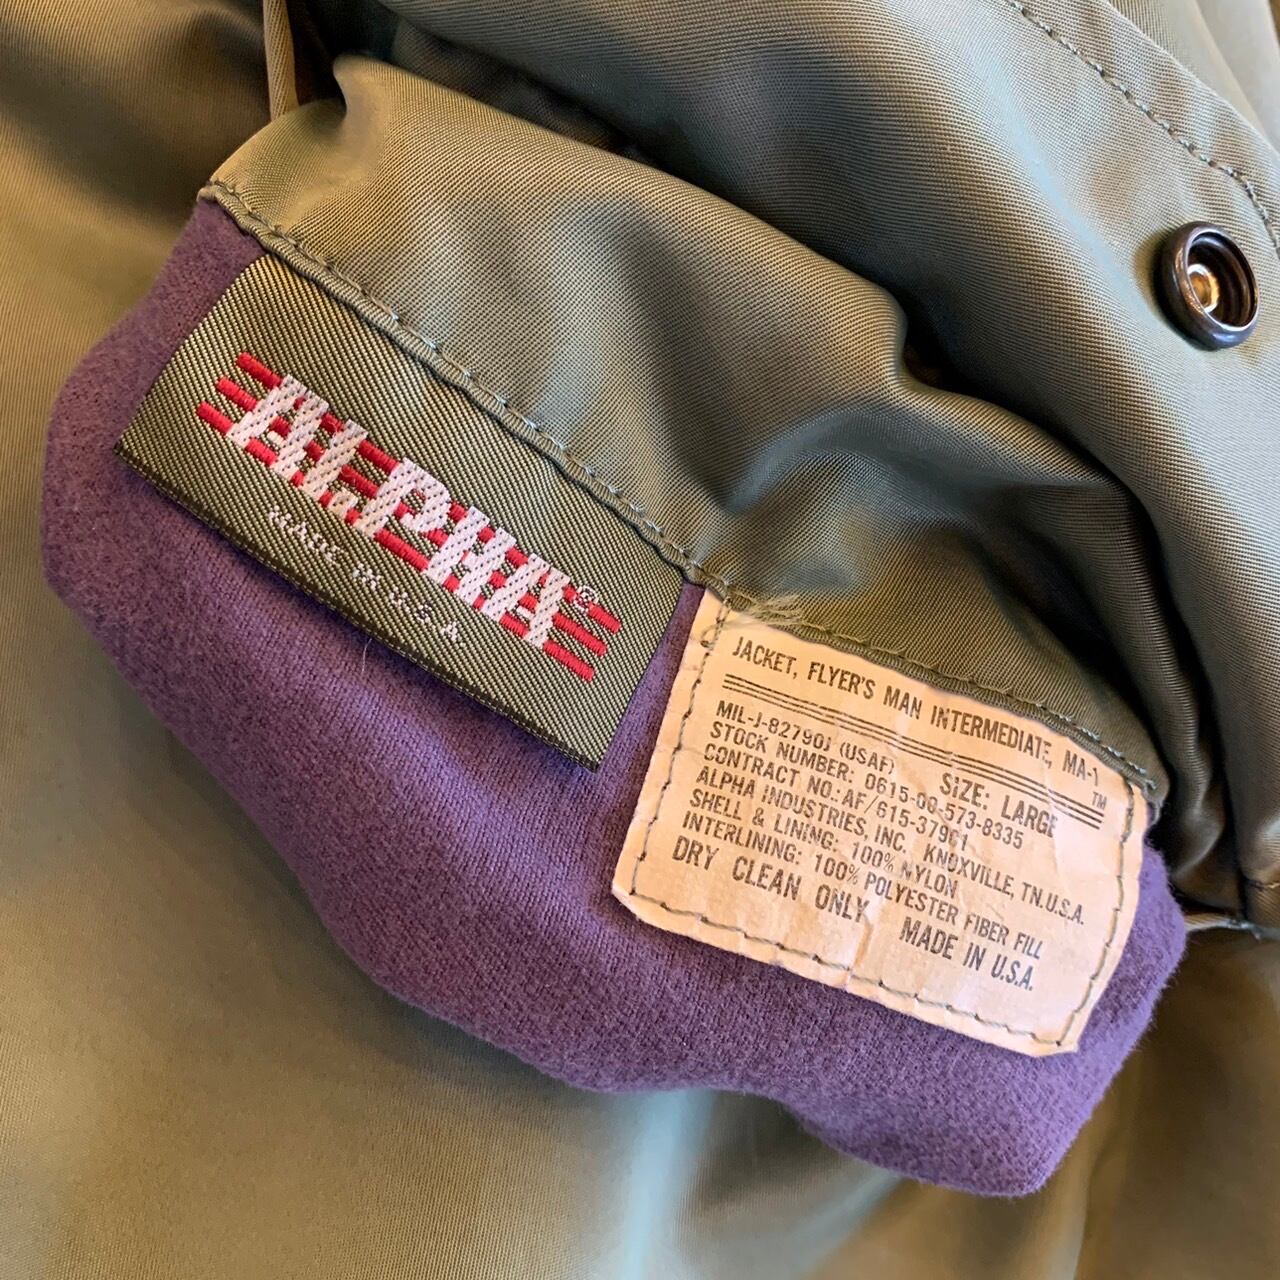 ALPHA®
MADE IN U.S.A.
JACKET, FLYER'S MAN INTERMEDIATE, MA-1
TM
MIL-J-82790J (USAF) SIZE: LARGE
STOCK NUMBER: 0615-00-573-8335
CONTRACT NO.: AF/615-37961
ALPHA INDUSTRIES, INC. KNOXVILLE, TN. U.S.A.
SHELL & LINING: 100% NYLON
INTERLINING: 100% POLYESTER FIBER FILL
DRY CLEAN ONLY MADE IN U.S.A.